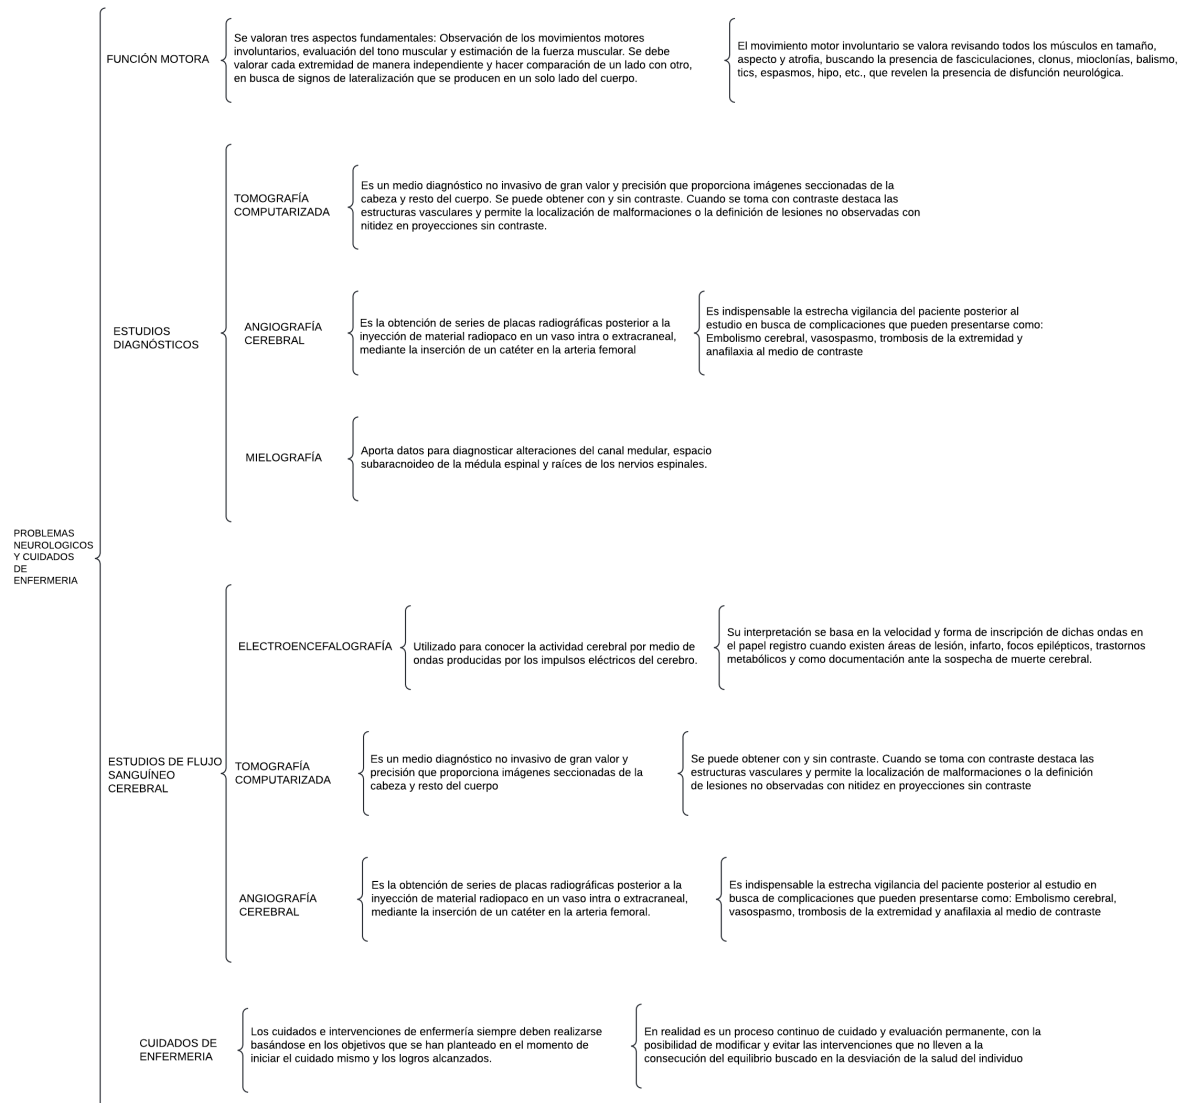 FUNCIÓN MOTORA
Se valoran tres aspectos fundamentales: Observación de los movimientos motores
involuntarios, evaluación del tono muscular y estimación de la fuerza muscular. Se debe
valorar cada extremidad de manera independiente y hacer comparación de un lado con otro,
en busca de signos de lateralización que se producen en un solo lado del cuerpo.
El movimiento motor involuntario se valora revisando todos los músculos en tamaño,
aspecto y atrofia, buscando la presencia de fasciculaciones, clonus, mioclonías, balismo,
tics, espasmos, hipo, etc., que revelen la presencia de disfunción neurológica.
ESTUDIOS
DIAGNÓSTICOS
TOMOGRAFÍA
COMPUTARIZADA
Es un medio diagnóstico no invasivo de gran valor y precisión que proporciona imágenes seccionadas de la
cabeza y resto del cuerpo. Se puede obtener con y sin contraste. Cuando se toma con contraste destaca las
estructuras vasculares y permite la localización de malformaciones o la definición de lesiones no observadas con
nitidez en proyecciones sin contraste.
ANGIOGRAFÍA
CEREBRAL
Es la obtención de series de placas radiográficas posterior a la
inyección de material radiopaco en un vaso intra o extracraneal,
mediante la inserción de un catéter en la arteria femoral
Es indispensable la estrecha vigilancia del paciente posterior al
estudio en busca de complicaciones que pueden presentarse como:
Embolismo cerebral, vasospasmo, trombosis de la extremidad y
anafilaxia al medio de contraste
MIELOGRAFÍA
Aporta datos para diagnosticar alteraciones del canal medular, espacio
subaracnoideo de la médula espinal y raíces de los nervios espinales.
PROBLEMAS
NEUROLOGICOS
Y CUIDADOS
DE
ENFERMERIA
ESTUDIOS DE FLUJO
SANGUÍNEO
CEREBRAL
ELECTROENCEFALOGRAFÍA
Utilizado para conocer la actividad cerebral por medio de
ondas producidas por los impulsos eléctricos del cerebro.
Su interpretación se basa en la velocidad y forma de inscripción de dichas ondas en
el papel registro cuando existen áreas de lesión, infarto, focos epilépticos, trastornos
metabólicos y como documentación ante la sospecha de muerte cerebral.
TOMOGRAFÍA
COMPUTARIZADA
Es un medio diagnóstico no invasivo de gran valor y
precisión que proporciona imágenes seccionadas de la
cabeza y resto del cuerpo
Se puede obtener con y sin contraste. Cuando se toma con contraste destaca las
estructuras vasculares y permite la localización de malformaciones o la definición
de lesiones no observadas con nitidez en proyecciones sin contraste
ANGIOGRAFÍA
CEREBRAL
Es la obtención de series de placas radiográficas posterior a la
inyección de material radiopaco en un vaso intra o extracraneal,
mediante la inserción de un catéter en la arteria femoral.
Es indispensable la estrecha vigilancia del paciente posterior al estudio en
busca de complicaciones que pueden presentarse como: Embolismo cerebral,
vasospasmo, trombosis de la extremidad y anafilaxia al medio de contraste
CUIDADOS DE
ENFERMERIA
Los cuidados e intervenciones de enfermería siempre deben realizarse
basándose en los objetivos que se han planteado en el momento de
iniciar el cuidado mismo y los logros alcanzados.
En realidad es un proceso continuo de cuidado y evaluación permanente, con la
posibilidad de modificar y evitar las intervenciones que no lleven a la
consecución del equilibrio buscado en la desviación de la salud del individuo